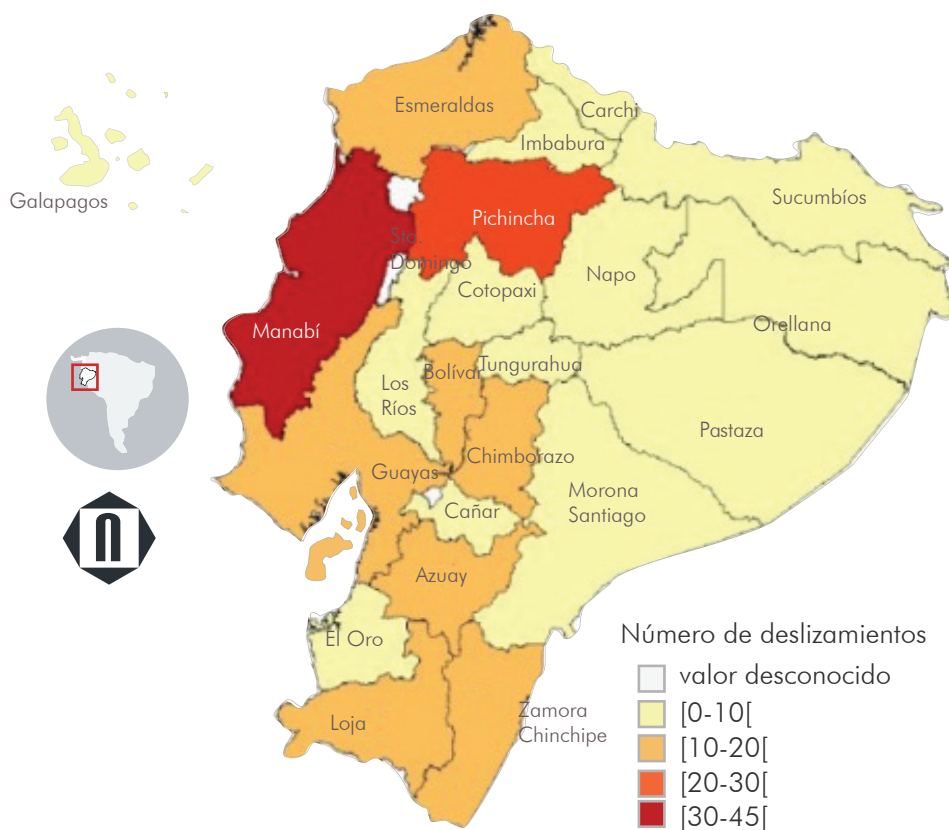 Esmeraldas
Carchi
Imbabura
Galapagos
Sucumbíos
Pichincha
Sto.
Domingo
Napo
Cotopaxi
Orellana
Manabí
Tungurahua
Bolívar
Los
Ríos
Pastaza
Chimborazo
Guayas
Morona
Santiago
Cañar
Azuay
El Oro
Loja
Zamora
Chinchipe
n
Número de deslizamientos
valor desconocido
[0-10[
[10-20[
[20-30[
[30-45[